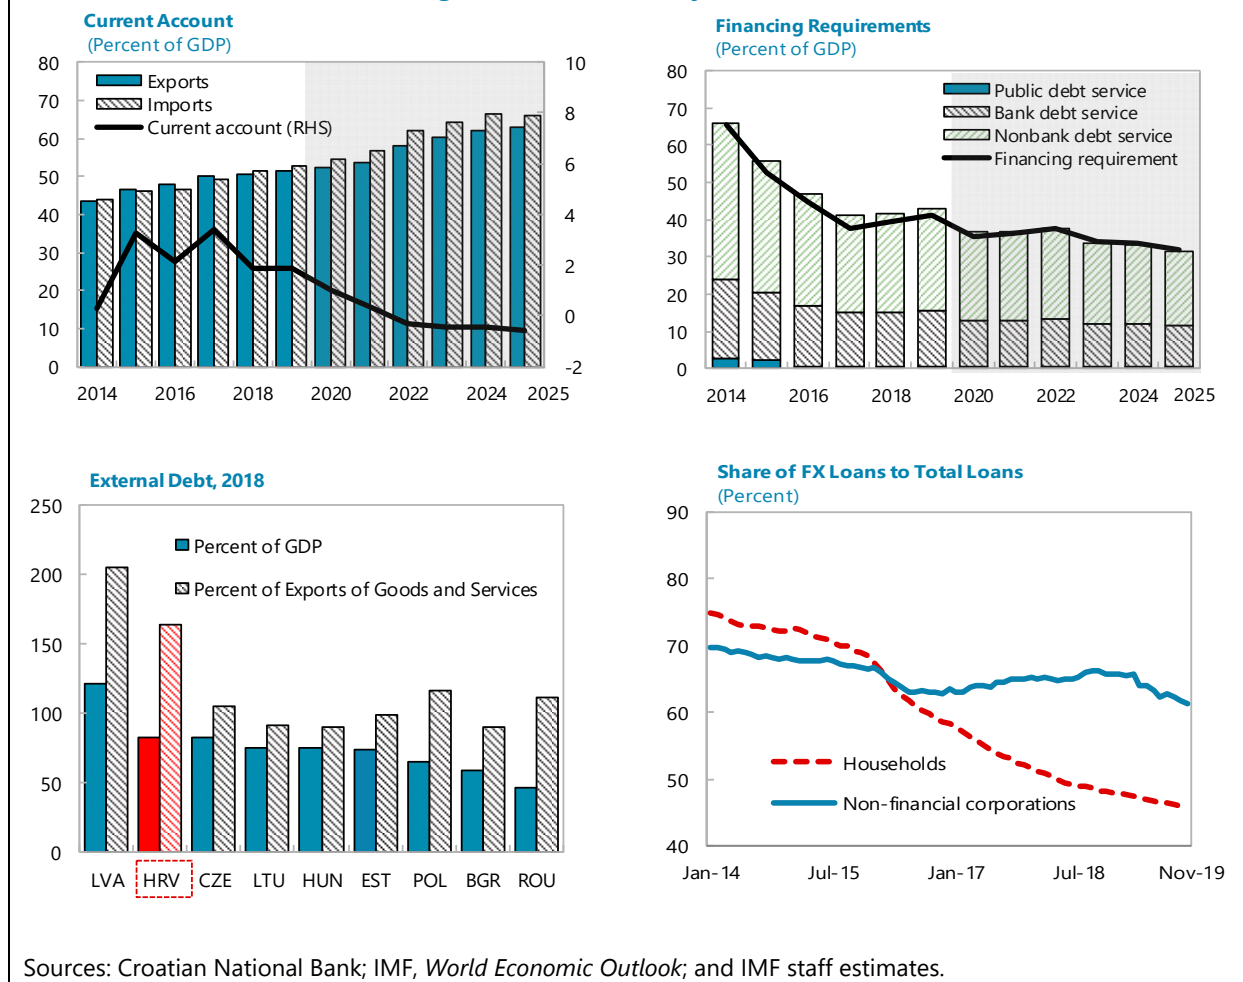 Current Account
(Percent of GDP)
80
70
60
50
40
30
20
10
0
10
8
6
4
2
0
-2
Exports
Imports
Current account (RHS)
2014 2016 2018 2020 2022 2024 2025
Financing Requirements
(Percent of GDP)
80
70
60
50
40
30
20
10
0
Public debt service
Bank debt service
Nonbank debt service
Financing requirement
2014 2016 2018 2020 2022 2024 2025
External Debt, 2018
250
200
150
100
50
0
Percent of GDP
Percent of Exports of Goods and Services
LVA HRV CZE LTU HUN EST POL BGR ROU
Share of FX Loans to Total Loans
(Percent)
90
80
70
60
50
40
Households
Non-financial corporations
Jan-14 Jul-15 Jan-17 Jul-18 Nov-19
Sources: Croatian National Bank; IMF, World Economic Outlook; and IMF staff estimates.